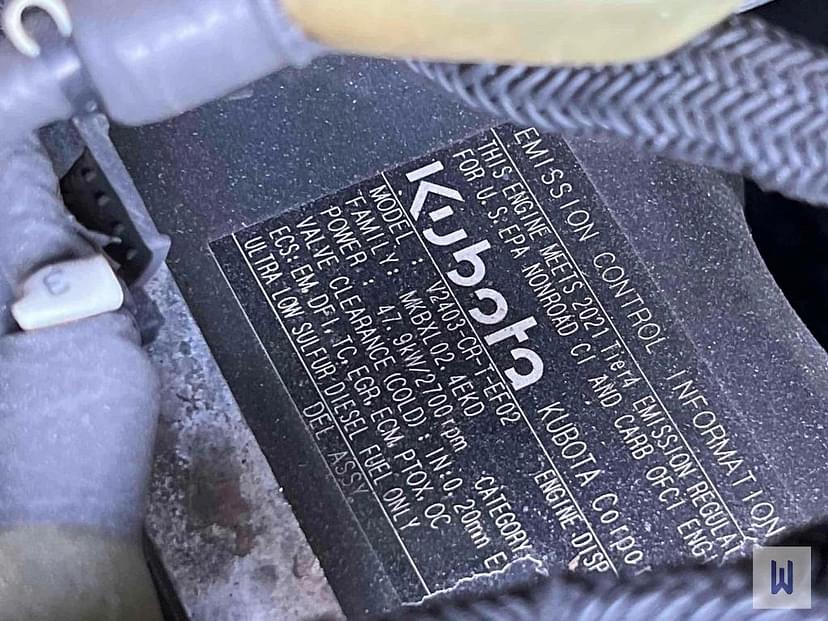 EMISSION CONTROL INFORMATION
THIS ENGINE MEETS 2021 Tier4 EMISSION REGULAT
FOR U.S. EPA NONROAD CI AND CARB OFCI ENG
Kubota KUBOTA Corpo
MODEL : V2403-CR-T-EF02 ENGINE DISP
FAMILY: MKBXL02.4EKD
POWER : 47.9kW/2700rpm CATEGORY
VALVE CLEARANCE (COLD): IN:0.20mm E
ECS: EM, DFI, TC, EGR, ECM, PTOX, OC
ULTRA LOW SULFUR DIESEL FUEL ONLY
DEL ASSY
3
W